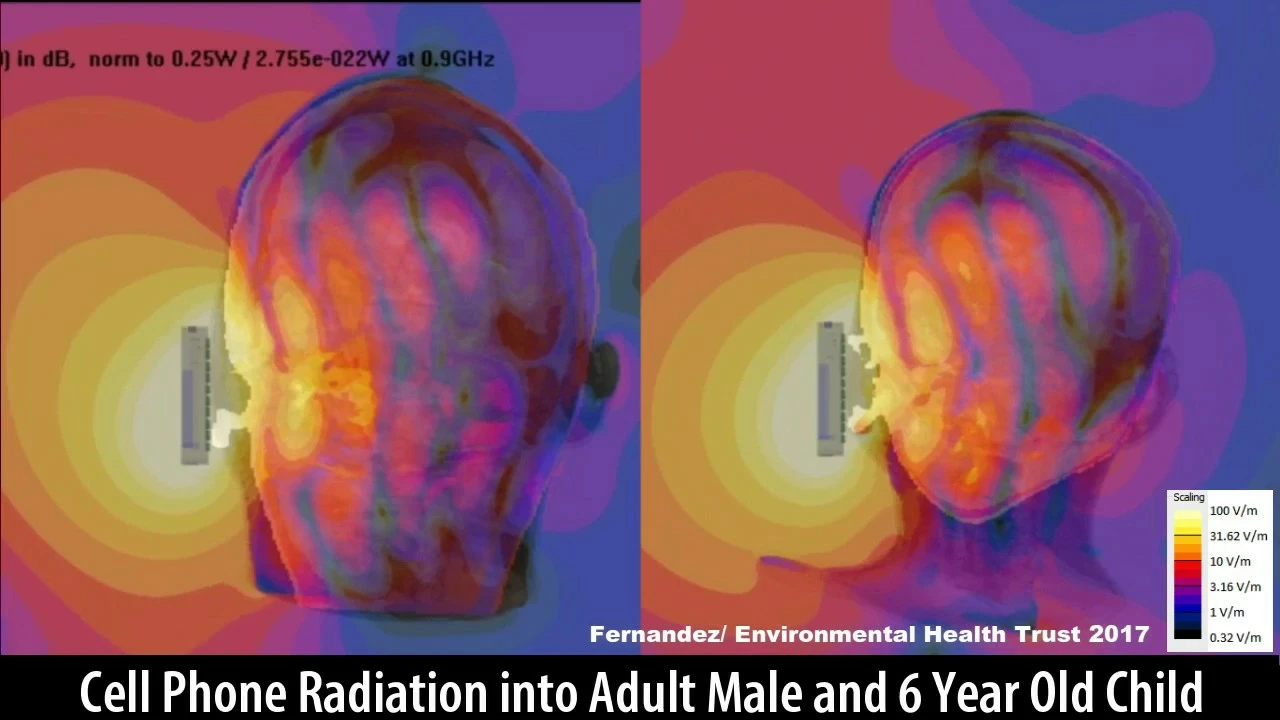 ) in dB, norm to 0.25W / 2.755e-022W at 0.9GHz
Scaling
100 V/m
31.62 V/m
10 V/m
3.16 V/m
1 V/m
0.32 V/m
Fernandez/ Environmental Health Trust 2017
Cell Phone Radiation into Adult Male and 6 Year Old Child